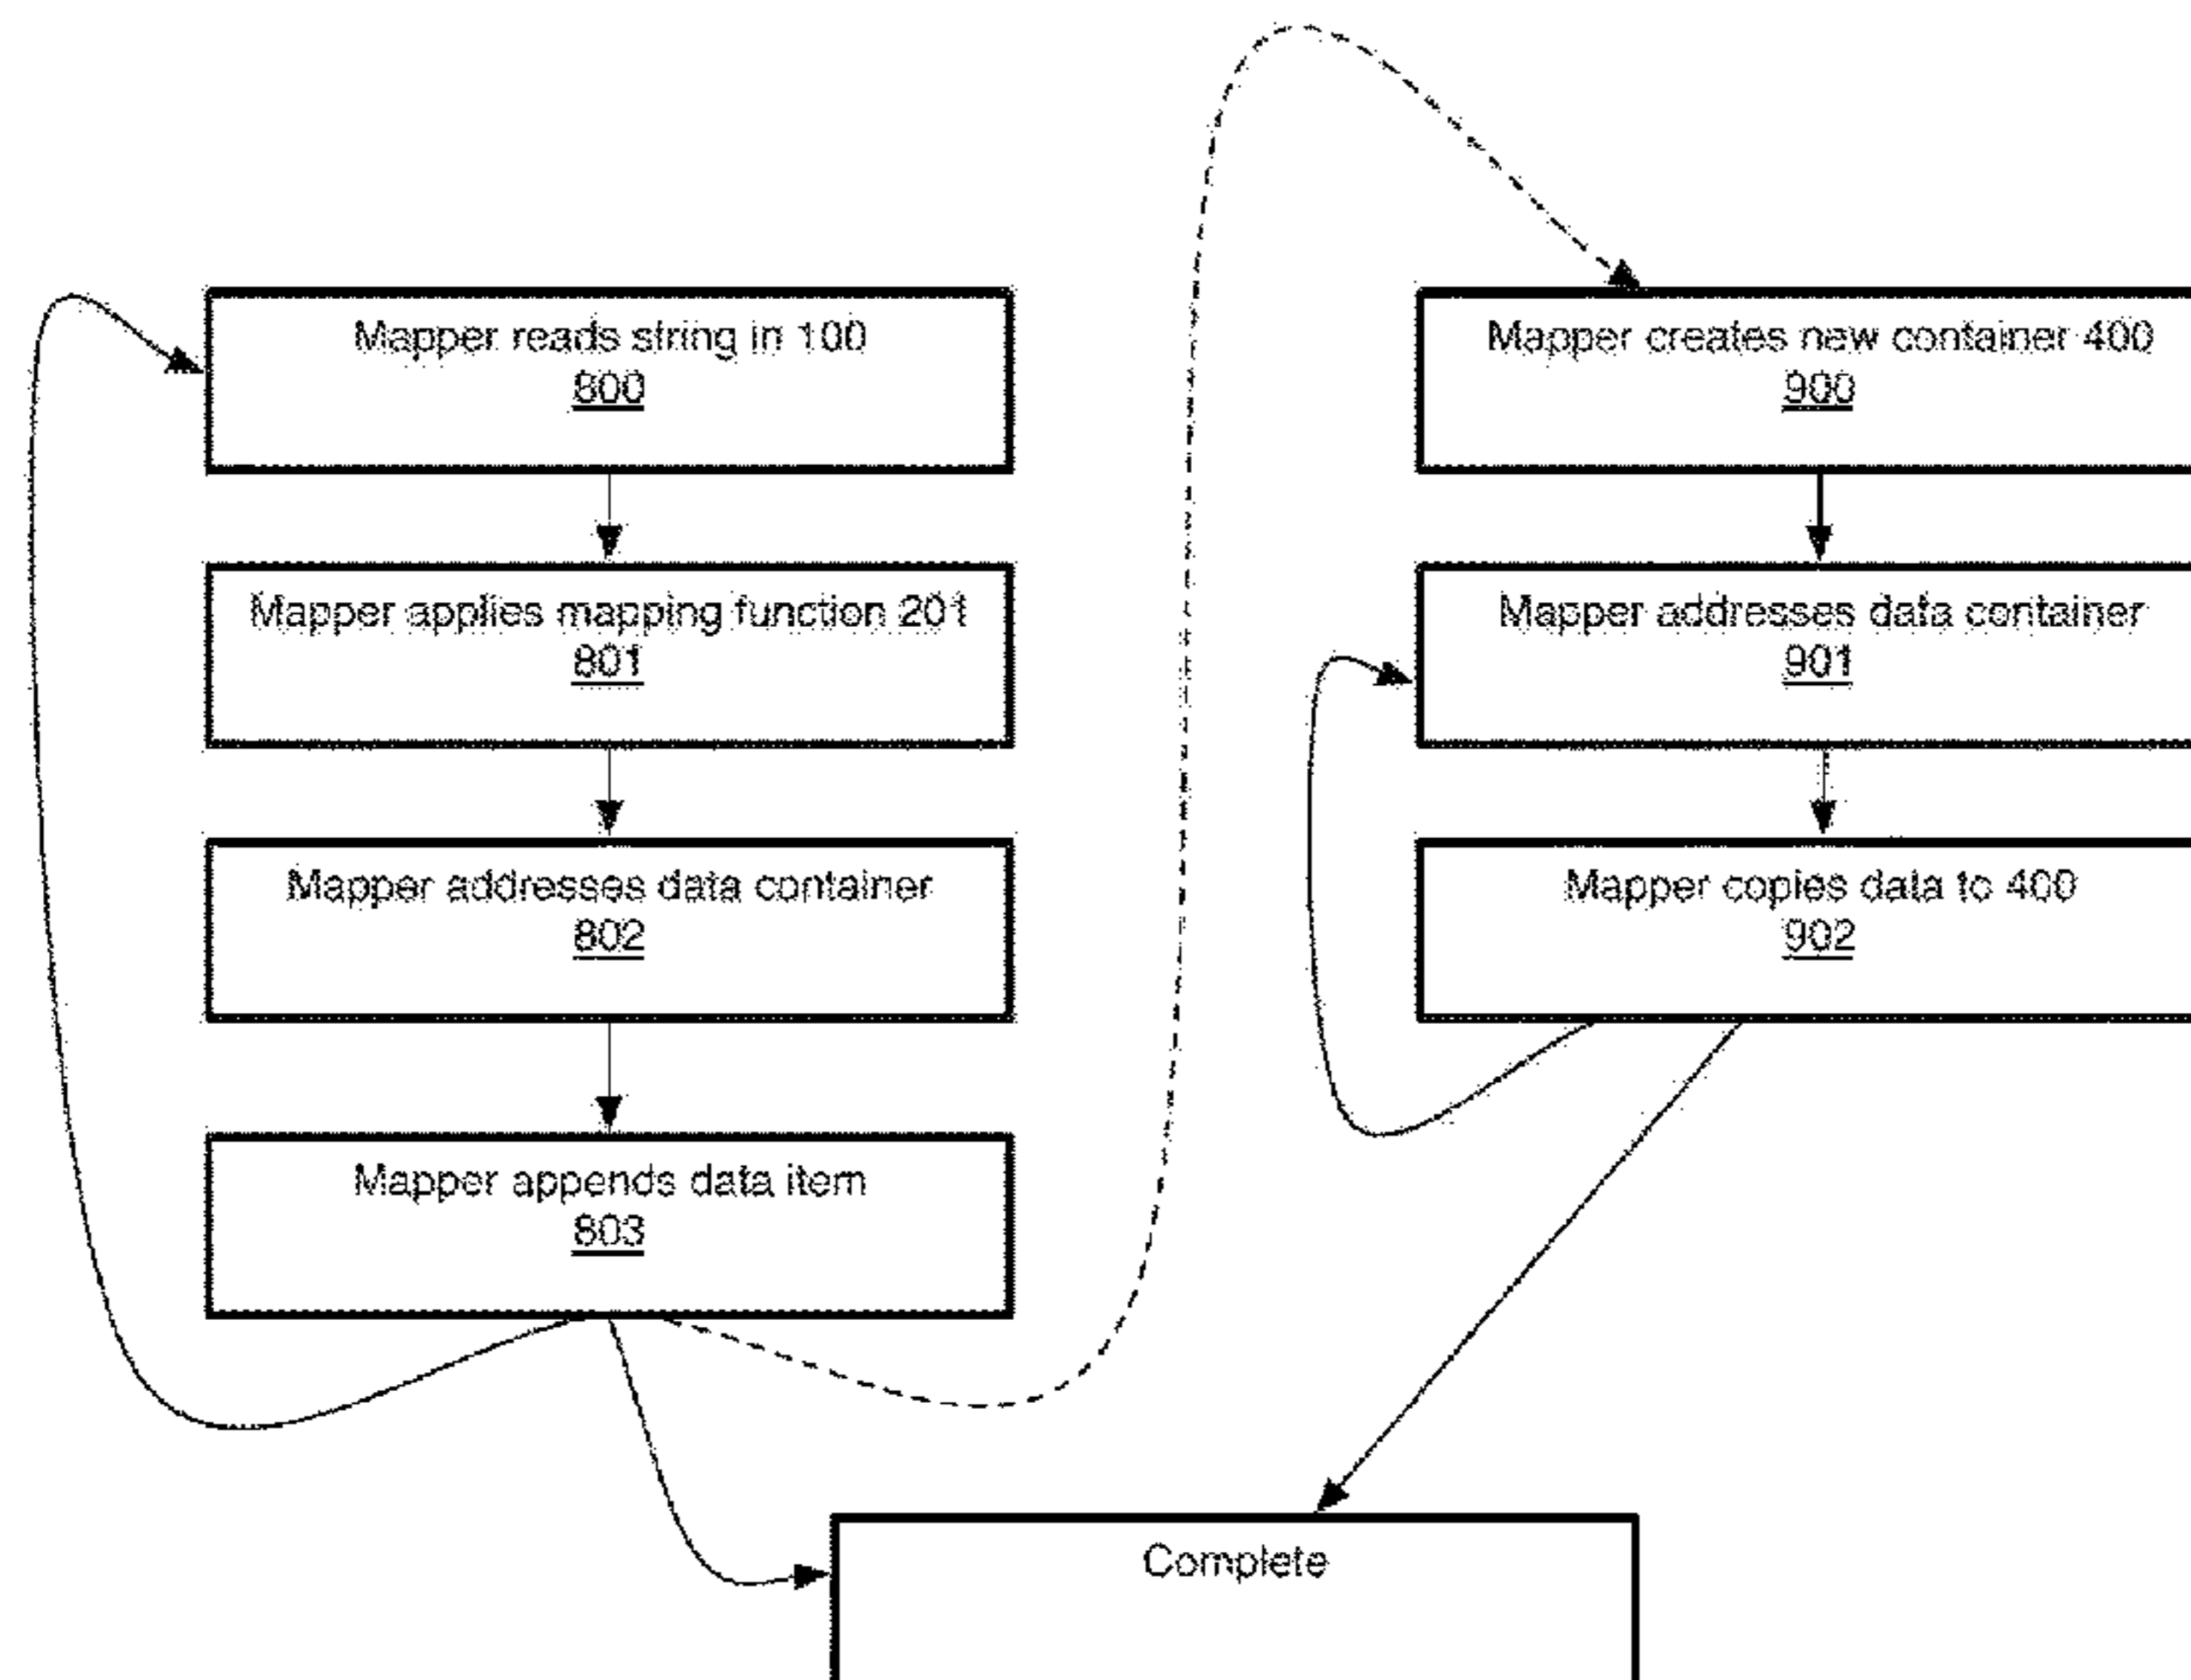 Mapper reads string in 100
800
Mapper applies mapping function 201
801
Mapper addresses data container
802
Mapper appends data item
803
Mapper creates new container 400
900
Mapper addresses data container
901
Mapper copies data to 400
902
Complete